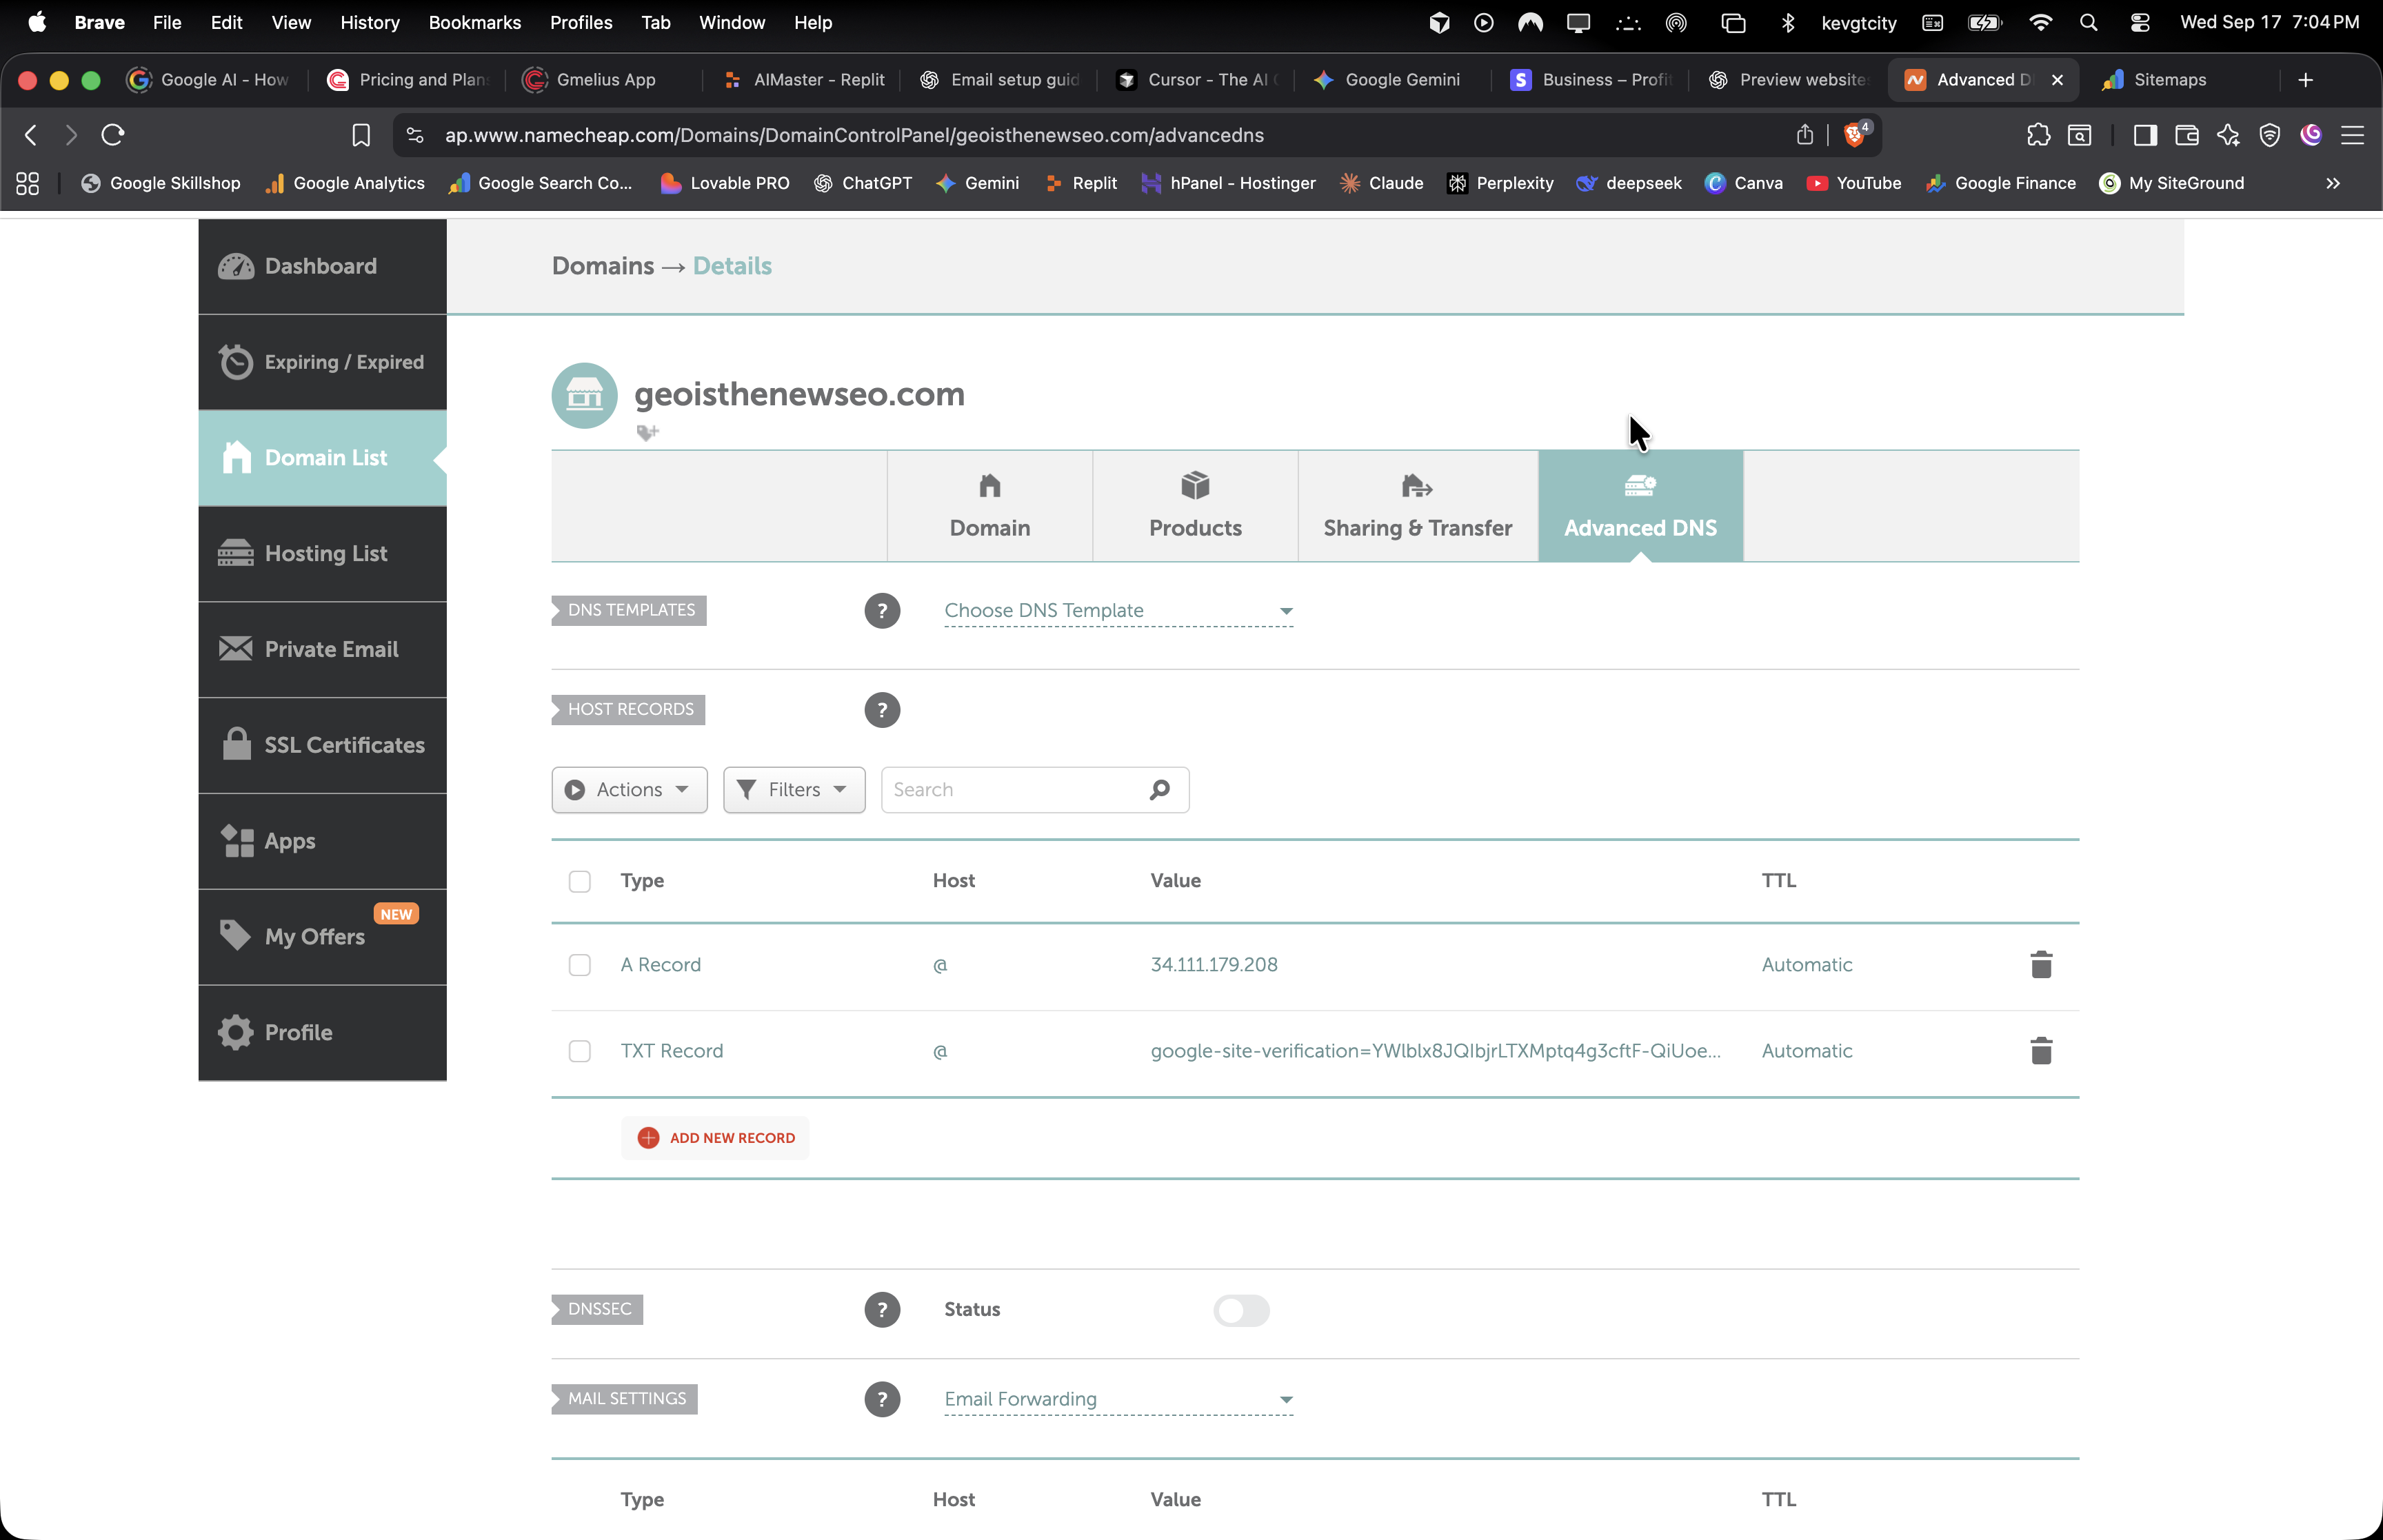 Brave File Edit View History Bookmarks Profiles Tab Window Help kevgtcity Wed Sep 17 7:04 PM
Google AI - How Pricing and Plan Gmelius App AIMaster - Replit Email setup guid Cursor - The AI Google Gemini Business – Profi Preview website Advanced D Sitemaps
ap.www.namecheap.com/Domains/DomainControlPanel/geoisthenewseo.com/advancedns 4
Google Skillshop Google Analytics Google Search Co... Lovable PRO ChatGPT Gemini Replit hPanel - Hostinger Claude Perplexity deepseek Canva YouTube Google Finance My SiteGround
Dashboard
Expiring / Expired
Domain List
Hosting List
Private Email
SSL Certificates
Apps
NEW
My Offers
Profile
Domains → Details
geoisthenewseo.com
Domain Products Sharing & Transfer Advanced DNS
DNS TEMPLATES ? Choose DNS Template
HOST RECORDS ?
Actions Filters Search
Type Host Value TTL
A Record @ 34.111.179.208 Automatic
TXT Record @ google-site-verification=YWlblx8JQIbjrLTXMptq4g3cftF-QiUoe... Automatic
ADD NEW RECORD
DNSSEC ? Status
MAIL SETTINGS ? Email Forwarding
Type Host Value TTL